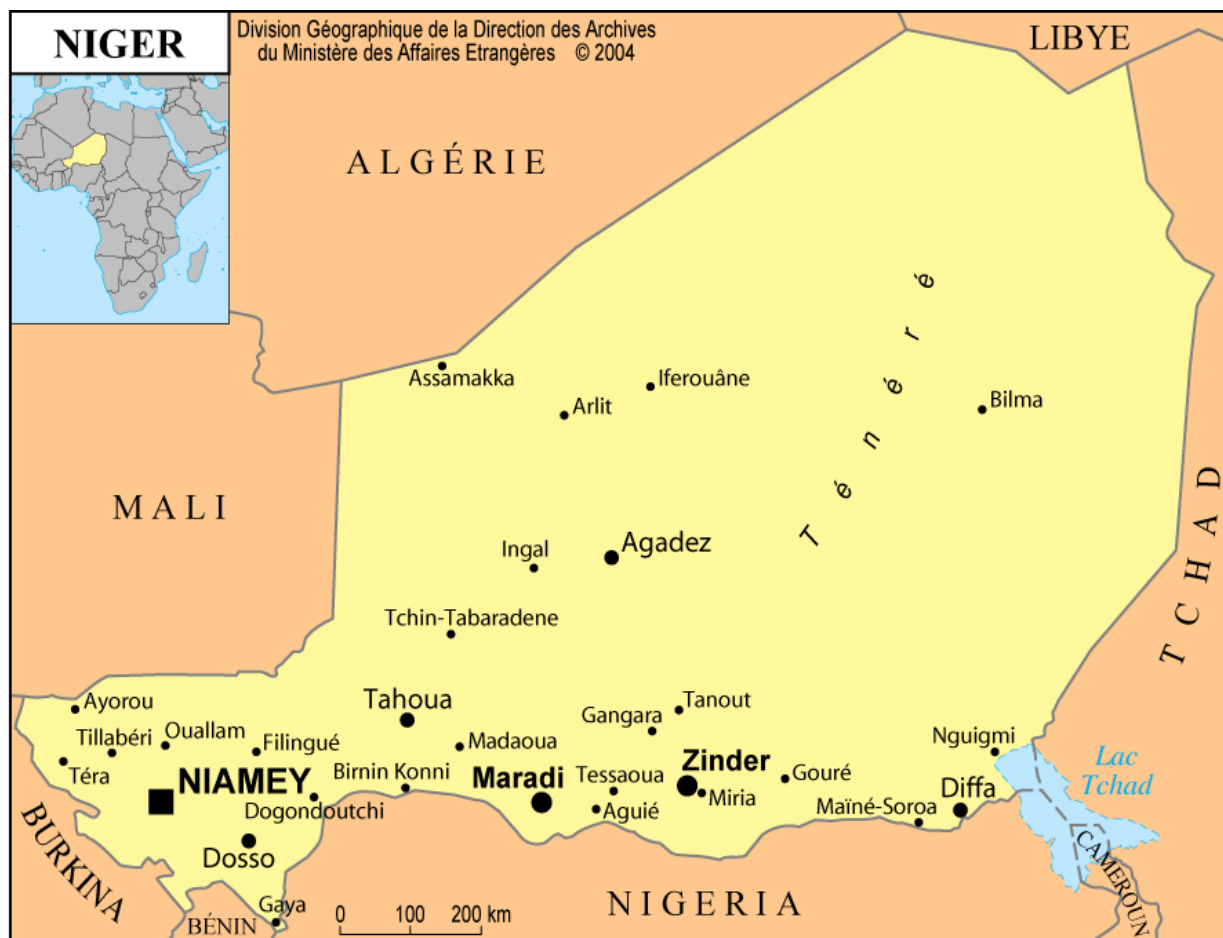 NIGER
Division Géographique de la Direction des Archives
du Ministère des Affaires Etrangères © 2004
LIBYE
ALGÉRIE
Ténéré
Assamakka
Iferouâne
Arlit
Bilma
MALI
TCHAD
Agadez
Ingal
Tchin-Tabaradene
Ayorou
Tahoua
Tanout
Gangara
Tillabéri
Ouallam
Filingué
Madaoua
Nguigmi
Lac
Tchad
Téra
NIAMEY
Birnin Konni
Maradi
Tessaoua
Zinder
Gouré
Diffa
Miria
Dogondoutchi
Aguié
Maïné-Soroa
Dosso
BURKINA
CAMEROUN
Gaya
BÉNIN
0 100 200 km
NIGERIA